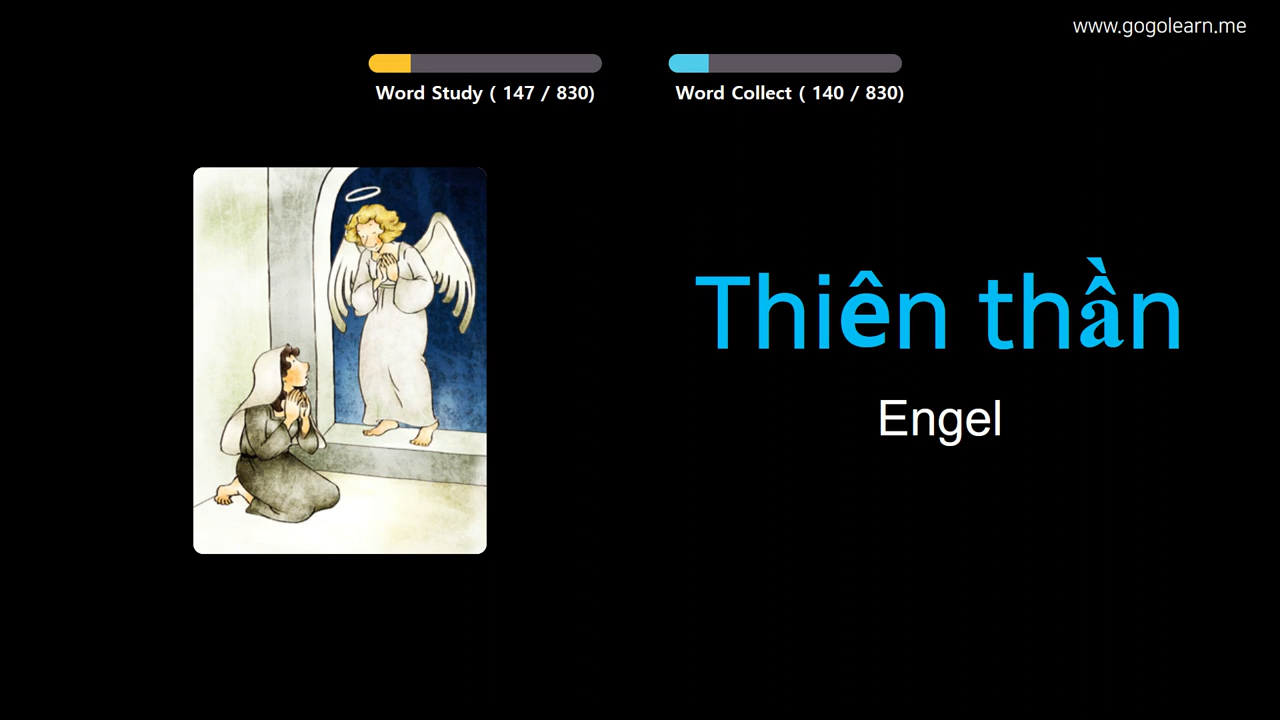 www.gogolearn.me
Word Study ( 147 / 830)
Word Collect ( 140 / 830)
Thiên thần
Engel